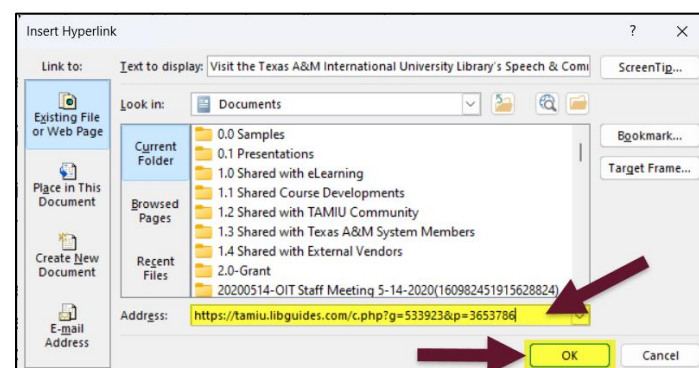 Insert Hyperlink ? ×
Link to:
Text to display: Visit the Texas A&M International University Library's Speech & Com
ScreenTip...
Existing File or Web Page
Look in: Documents
Current Folder
Browsed Pages
Recent Files
0.0 Samples
0.1 Presentations
1.0 Shared with eLearning
1.1 Shared Course Developments
1.2 Shared with TAMIU Community
1.3 Shared with Texas A&M System Members
1.4 Shared with External Vendors
2.0-Grant
20200514-OIT Staff Meeting 5-14-2020(160982451915628824)
Bookmark...
Target Frame...
Place in This Document
Create New Document
E-mail Address
Address: https://tamiu.libguides.com/c.php?g=533923&p=3653786
OK
Cancel